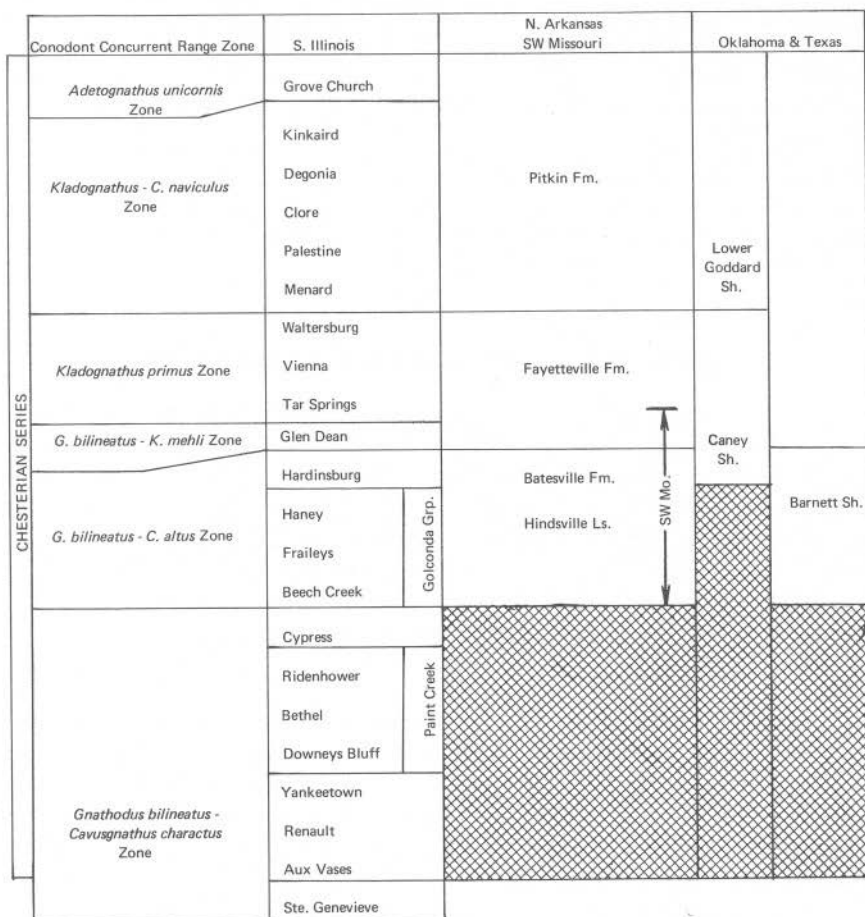 Conodont Concurrent Range Zone
S. Illinois
N. Arkansas
SW Missouri
Oklahoma & Texas
CHESTERIAN SERIES
Adetognathus unicornis
Zone
Kladognathus - C. naviculus
Zone
Kladognathus primus Zone
G. bilineatus - K. mehli Zone
G. bilineatus - C. altus Zone
Gnathodus bilineatus -
Cavusgnathus charactus
Zone
Grove Church
Kinkaird
Degonia
Clore
Palestine
Menard
Waltersburg
Vienna
Tar Springs
Glen Dean
Hardinsburg
Haney
Fraileys
Beech Creek
Golconda Grp.
Cypress
Ridenhower
Bethel
Downeys Bluff
Paint Creek
Yankeetown
Renault
Aux Vases
Ste. Genevieve
Pitkin Fm.
Fayetteville Fm.
Batesville Fm.
Hindsville Ls.
SW Mo.
Lower
Goddard
Sh.
Caney
Sh.
Barnett Sh.